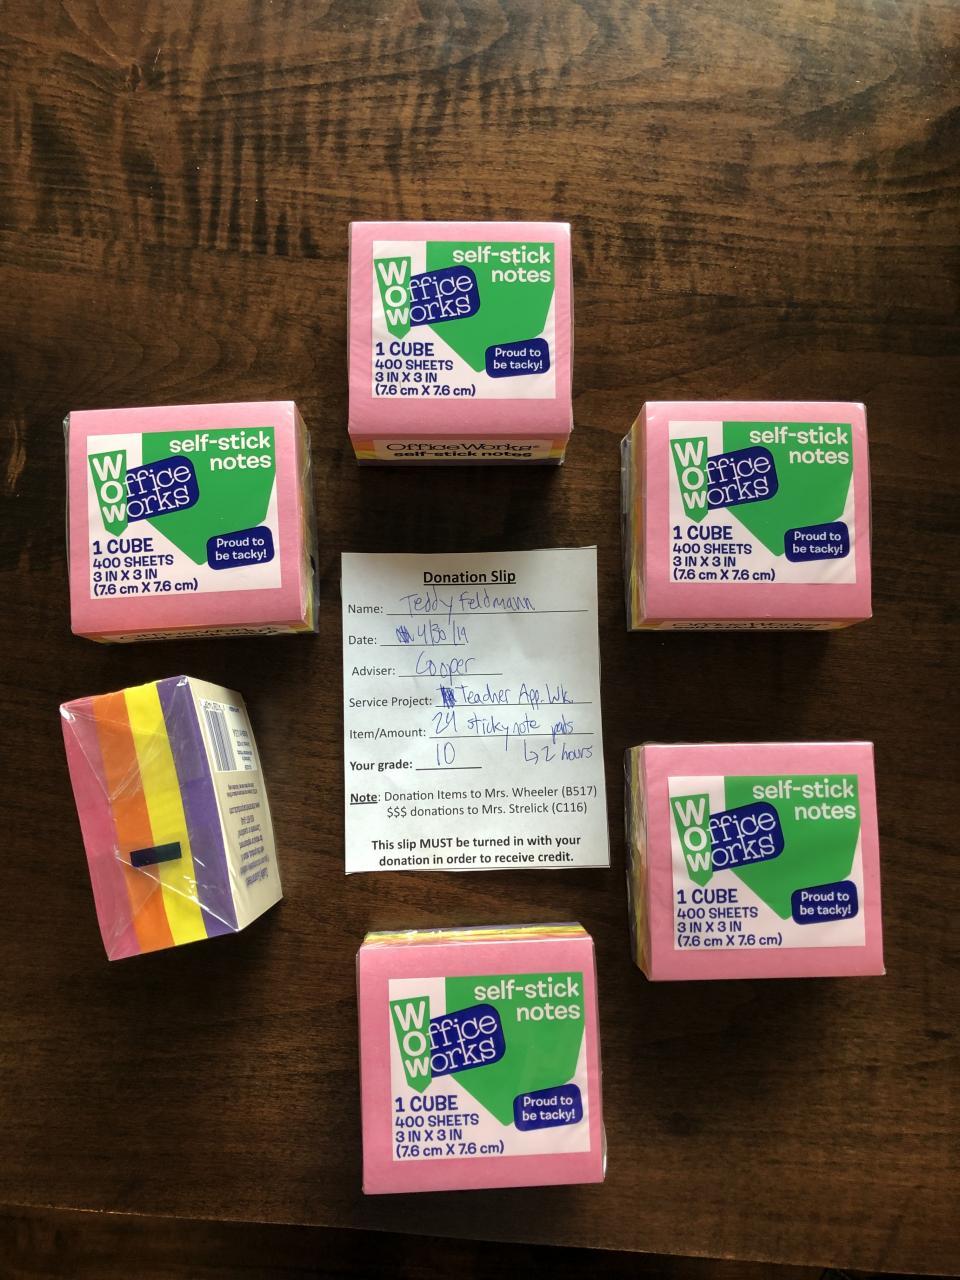 self-stick
notes
WOW
Office
Works
1 CUBE
400 SHEETS
3 IN X 3 IN
(7.6 cm X 7.6 cm)
Proud to
be tacky!
OfficeWorks®
self-stick notes
self-stick
notes
WOW
Office
Works
1 CUBE
400 SHEETS
3 IN X 3 IN
(7.6 cm X 7.6 cm)
Proud to
be tacky!
self-stick
notes
WOW
Office
Works
1 CUBE
400 SHEETS
3 IN X 3 IN
(7.6 cm X 7.6 cm)
Proud to
be tacky!
Donation Slip
Name: Teddy Feldmann
Date: 4/30/19
Adviser: Cooper
Service Project: Teacher App. Wk.
Item/Amount: 24 sticky note pads
Your grade: 10 ↳ 2 hours
Note: Donation Items to Mrs. Wheeler (B517)
$$$ donations to Mrs. Strelick (C116)
This slip MUST be turned in with your
donation in order to receive credit.
self-stick
notes
WOW
Office
Works
1 CUBE
400 SHEETS
3 IN X 3 IN
(7.6 cm X 7.6 cm)
Proud to
be tacky!
self-stick
notes
WOW
Office
Works
1 CUBE
400 SHEETS
3 IN X 3 IN
(7.6 cm X 7.6 cm)
Proud to
be tacky!